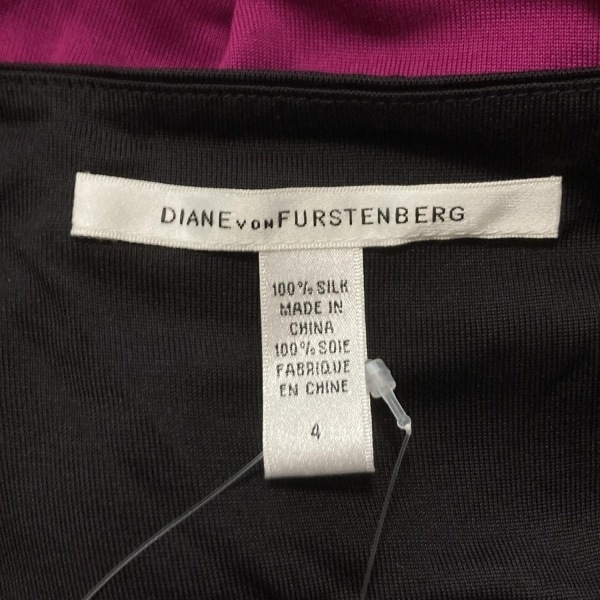 DIANE VON FURSTENBERG
100% SILK
MADE IN
CHINA
100% SOIE
FABRIQUE
EN CHINE
4